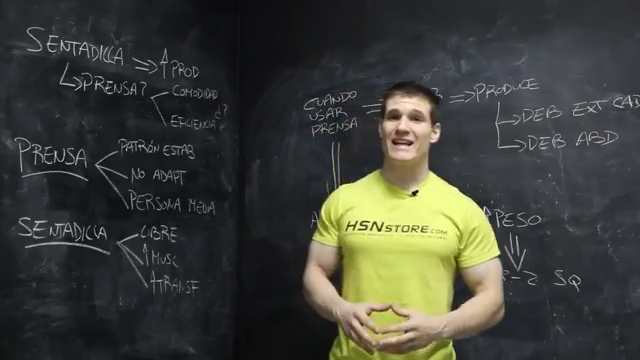 SENTADILLA ⇒ ↑ PROD
↳ PRENSA?
COMODIDAD
EFICIENCIA ¿?
PRENSA
PATRÓN ESTAB
NO ADAPT
PERSONA MEDIA
SENTADILLA
LIBRE
↑ MUSC
↑ TRANSF
CUANDO
USAR
PRENSA
⇒ PRODUCE
DEB EXT CAD
DEB ABD
PESO
SQ
HSNSTORE.COM